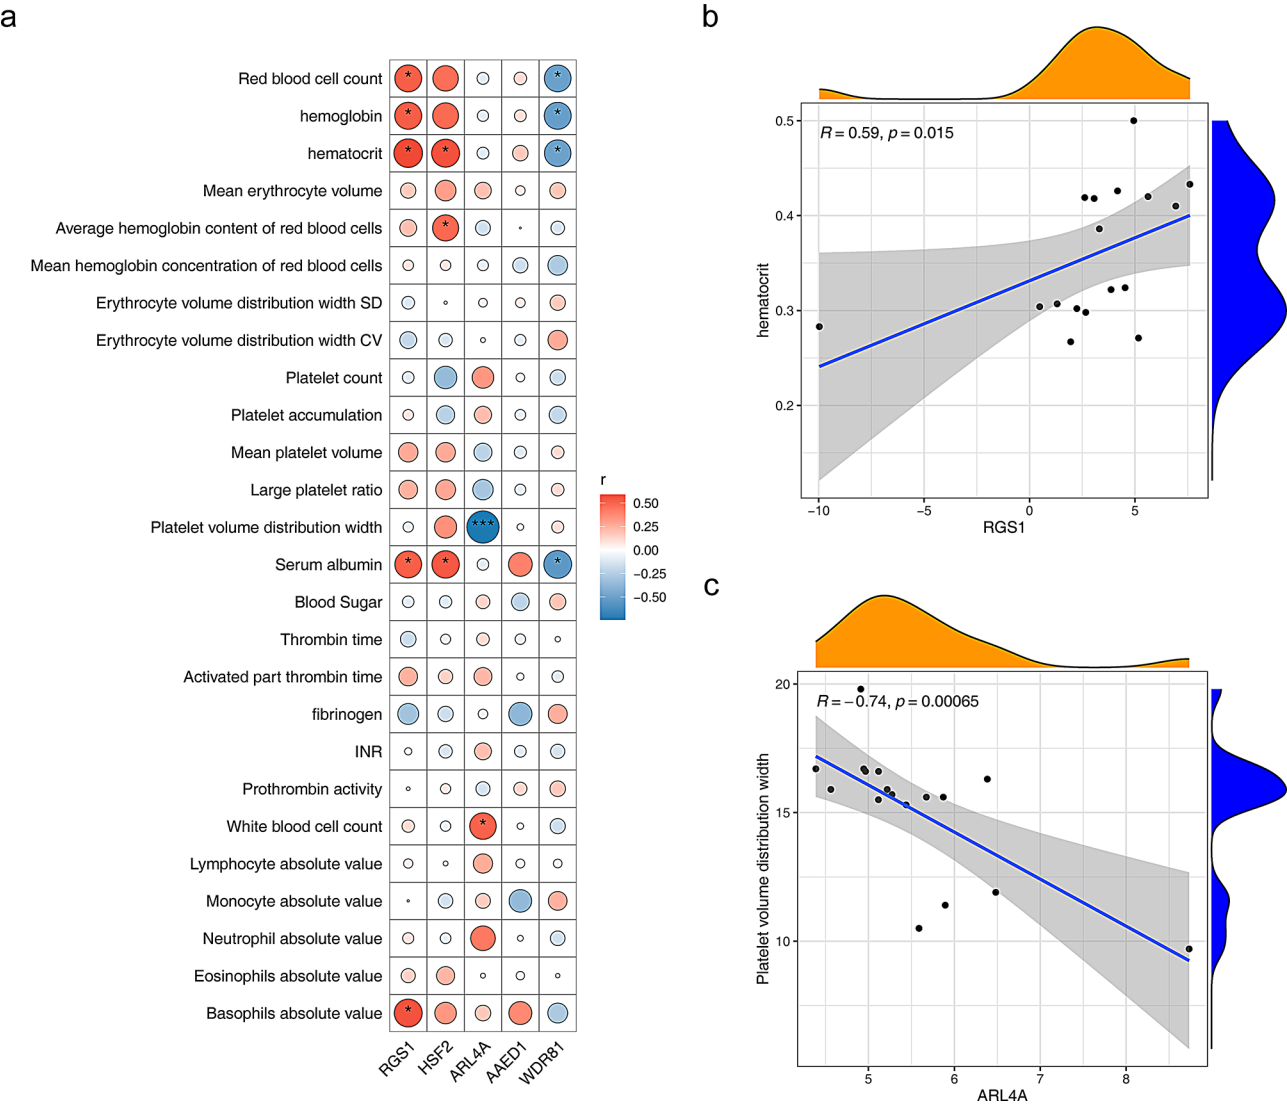 a
Red blood cell count
* *
hemoglobin
* *
hematocrit
* * *
Mean erythrocyte volume
Average hemoglobin content of red blood cells
*
Mean hemoglobin concentration of red blood cells
Erythrocyte volume distribution width SD
Erythrocyte volume distribution width CV
Platelet count
Platelet accumulation
Mean platelet volume
Large platelet ratio
Platelet volume distribution width
***
Serum albumin
* * *
Blood Sugar
Thrombin time
Activated part thrombin time
fibrinogen
INR
Prothrombin activity
White blood cell count
*
Lymphocyte absolute value
Monocyte absolute value
Neutrophil absolute value
Eosinophils absolute value
Basophils absolute value
*
RGS1 HSF2 ARL4A AAED1 WDR81
r
0.50
0.25
0.00
−0.25
−0.50
b
R = 0.59, p = 0.015
0.5
0.4
0.3
0.2
hematocrit
−10 −5 0 5
RGS1
c
R = −0.74, p = 0.00065
20
15
10
Platelet volume distribution width
5 6 7 8
ARL4A